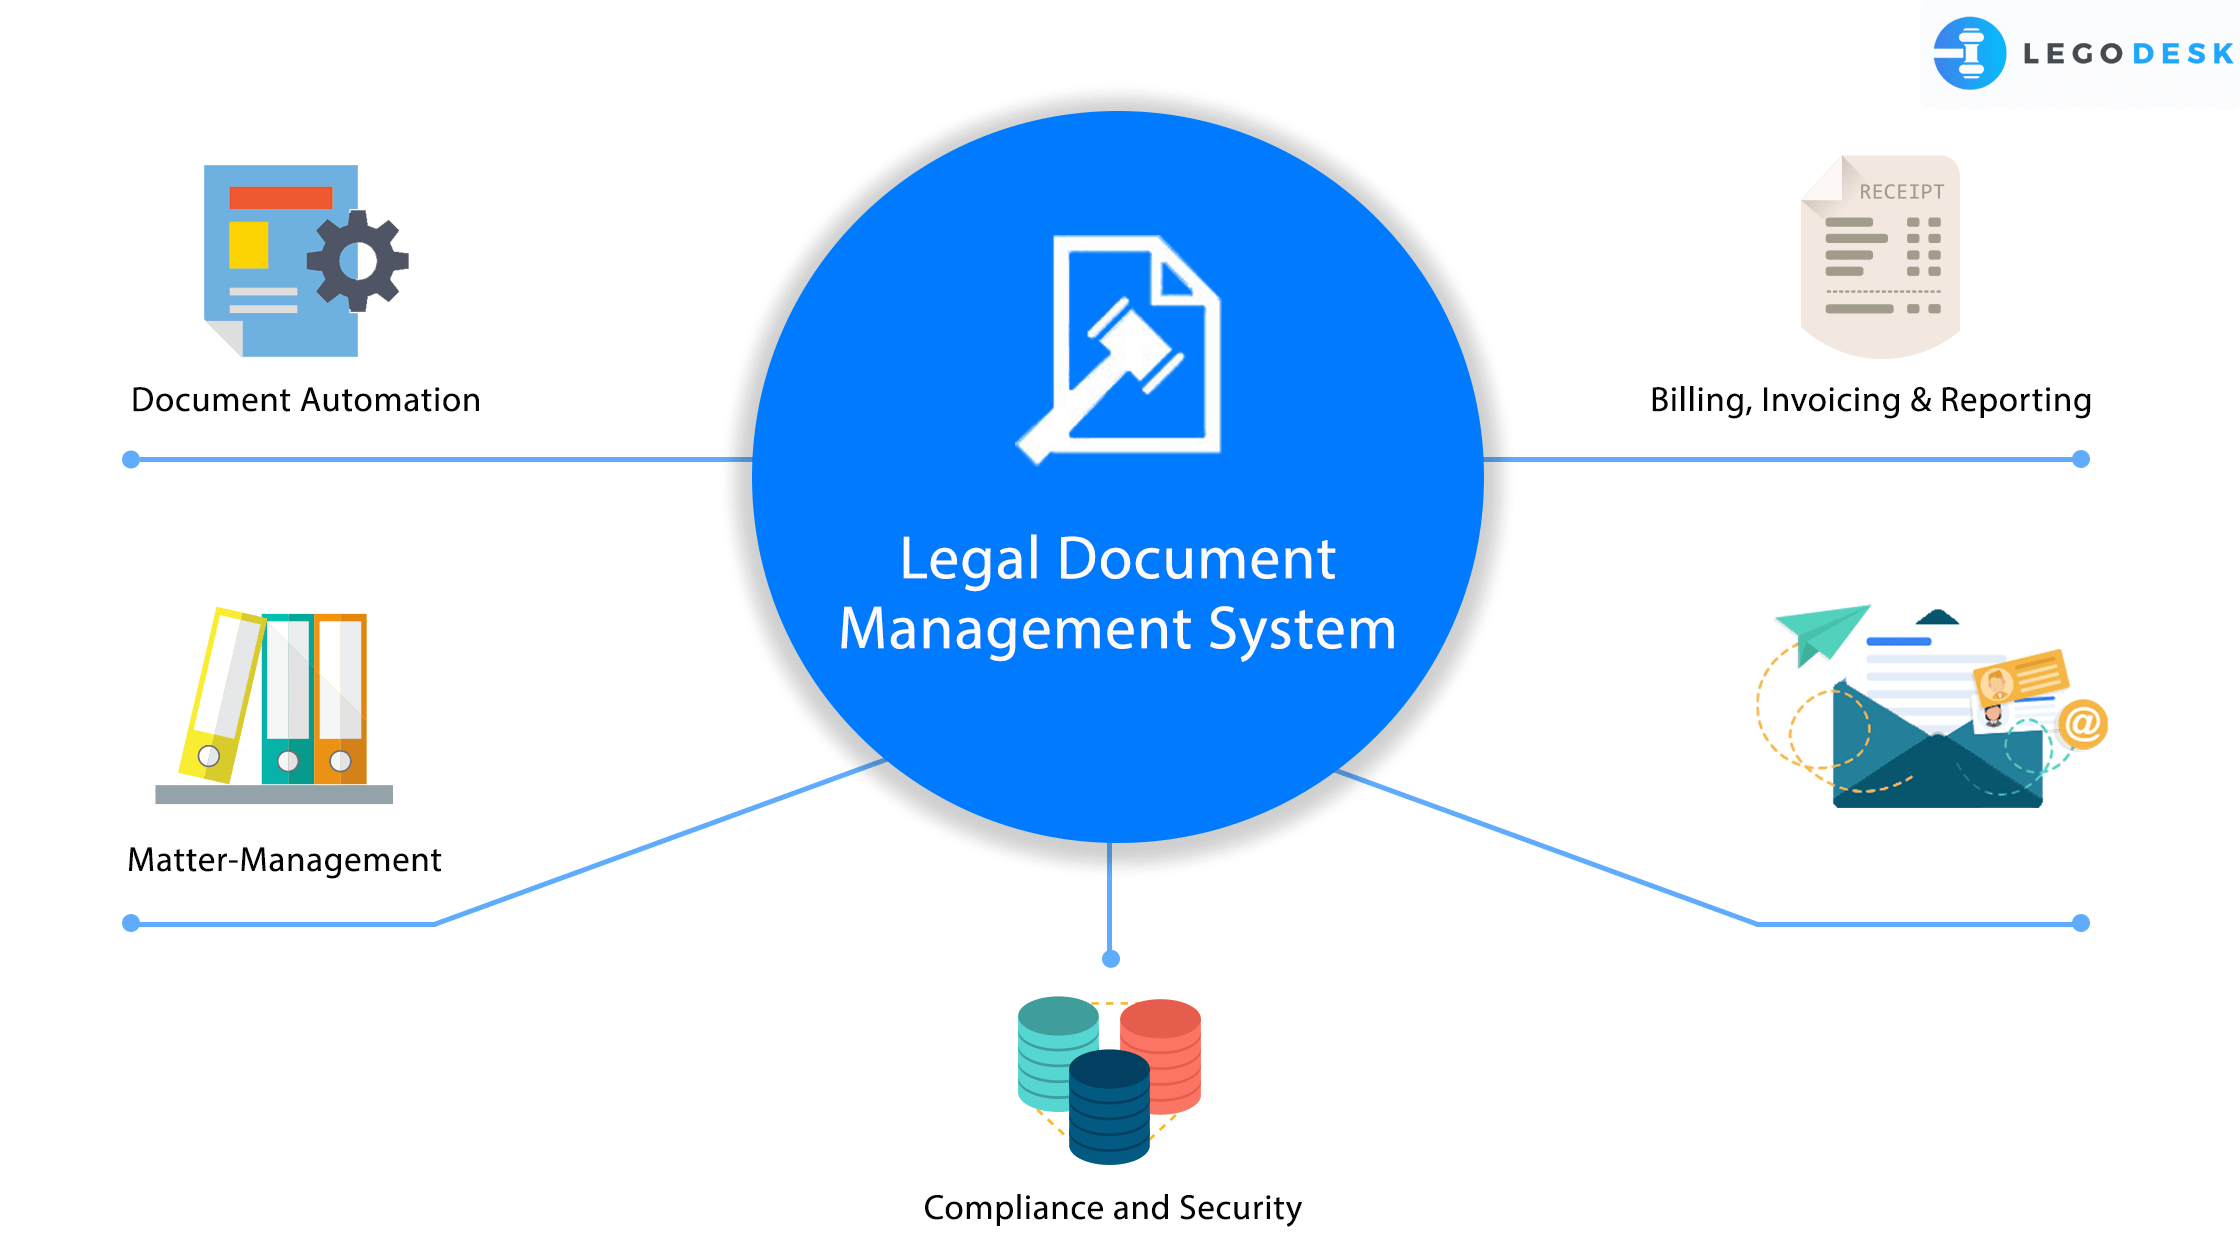 LEGODESK
RECEIPT
Document Automation
Billing, Invoicing & Reporting
Legal Document
Management System
@
Matter-Management
Compliance and Security